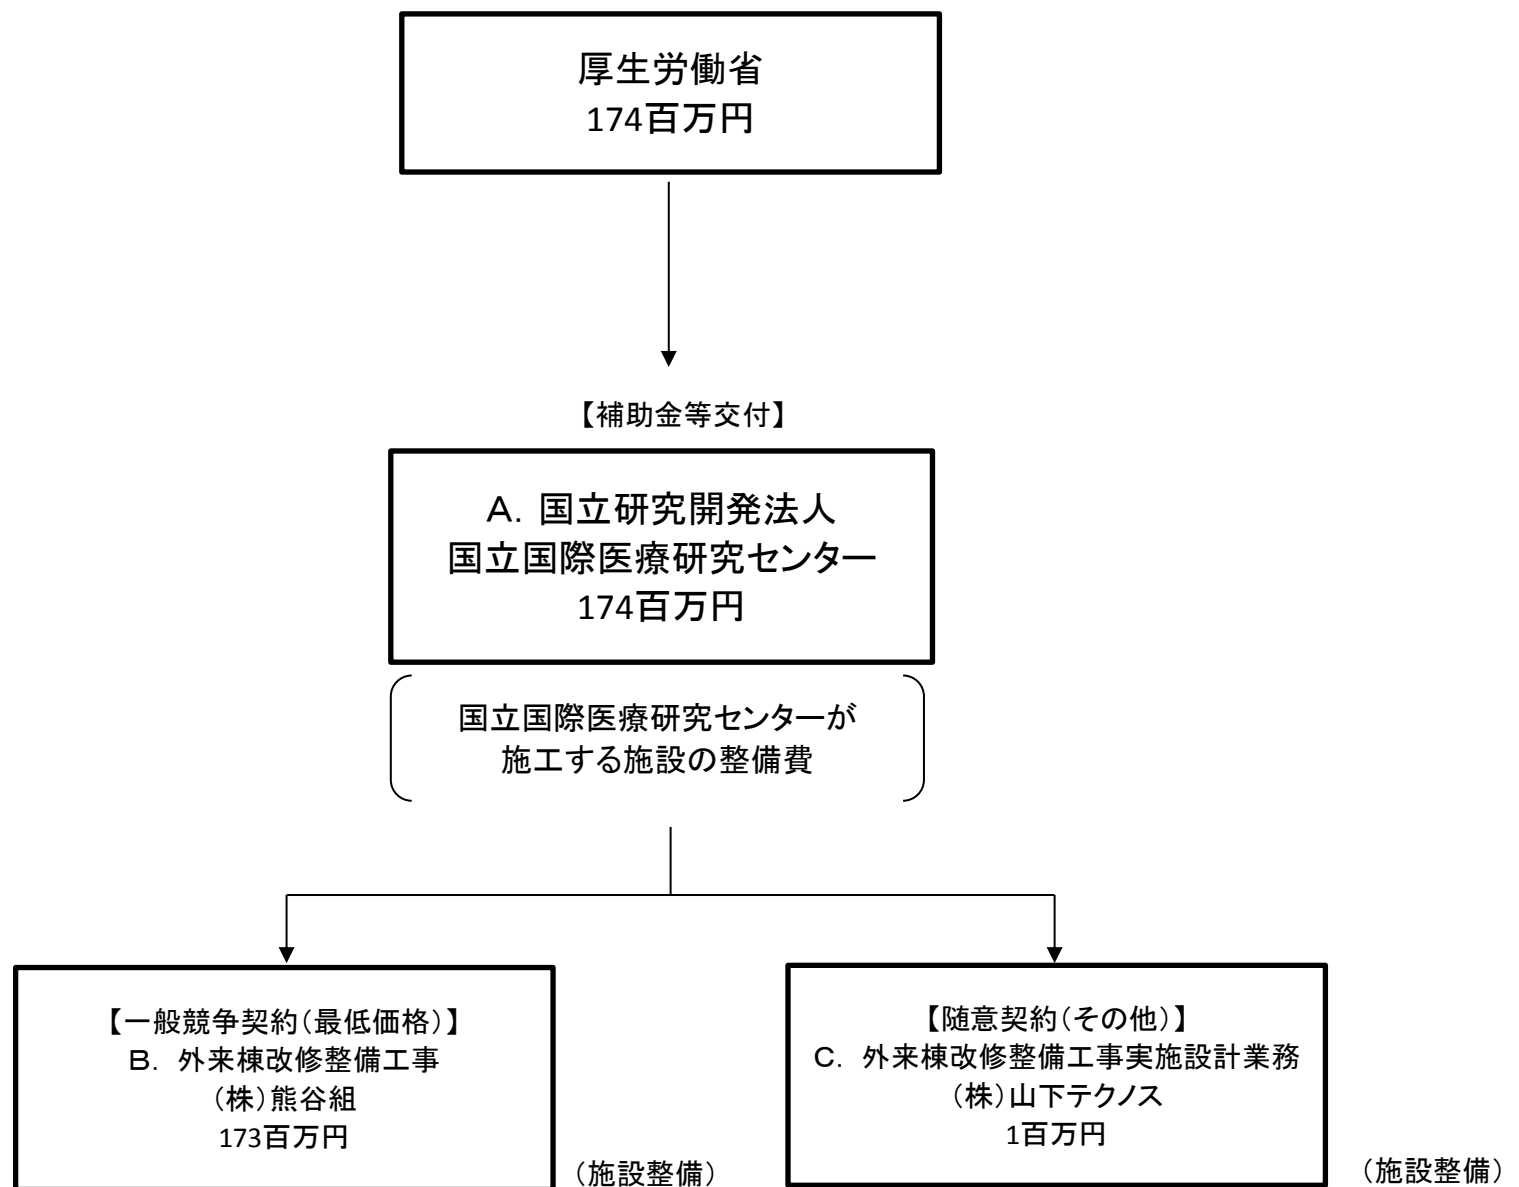 厚生労働省
174百万円
【補助金等交付】
A. 国立研究開発法人
国立国際医療研究センター
174百万円
国立国際医療研究センターが
施工する施設の整備費
【一般競争契約（最低価格）】
B. 外来棟改修整備工事
（株）熊谷組
173百万円
（施設整備）
【随意契約（その他）】
C. 外来棟改修整備工事実施設計業務
（株）山下テクノス
1百万円
（施設整備）